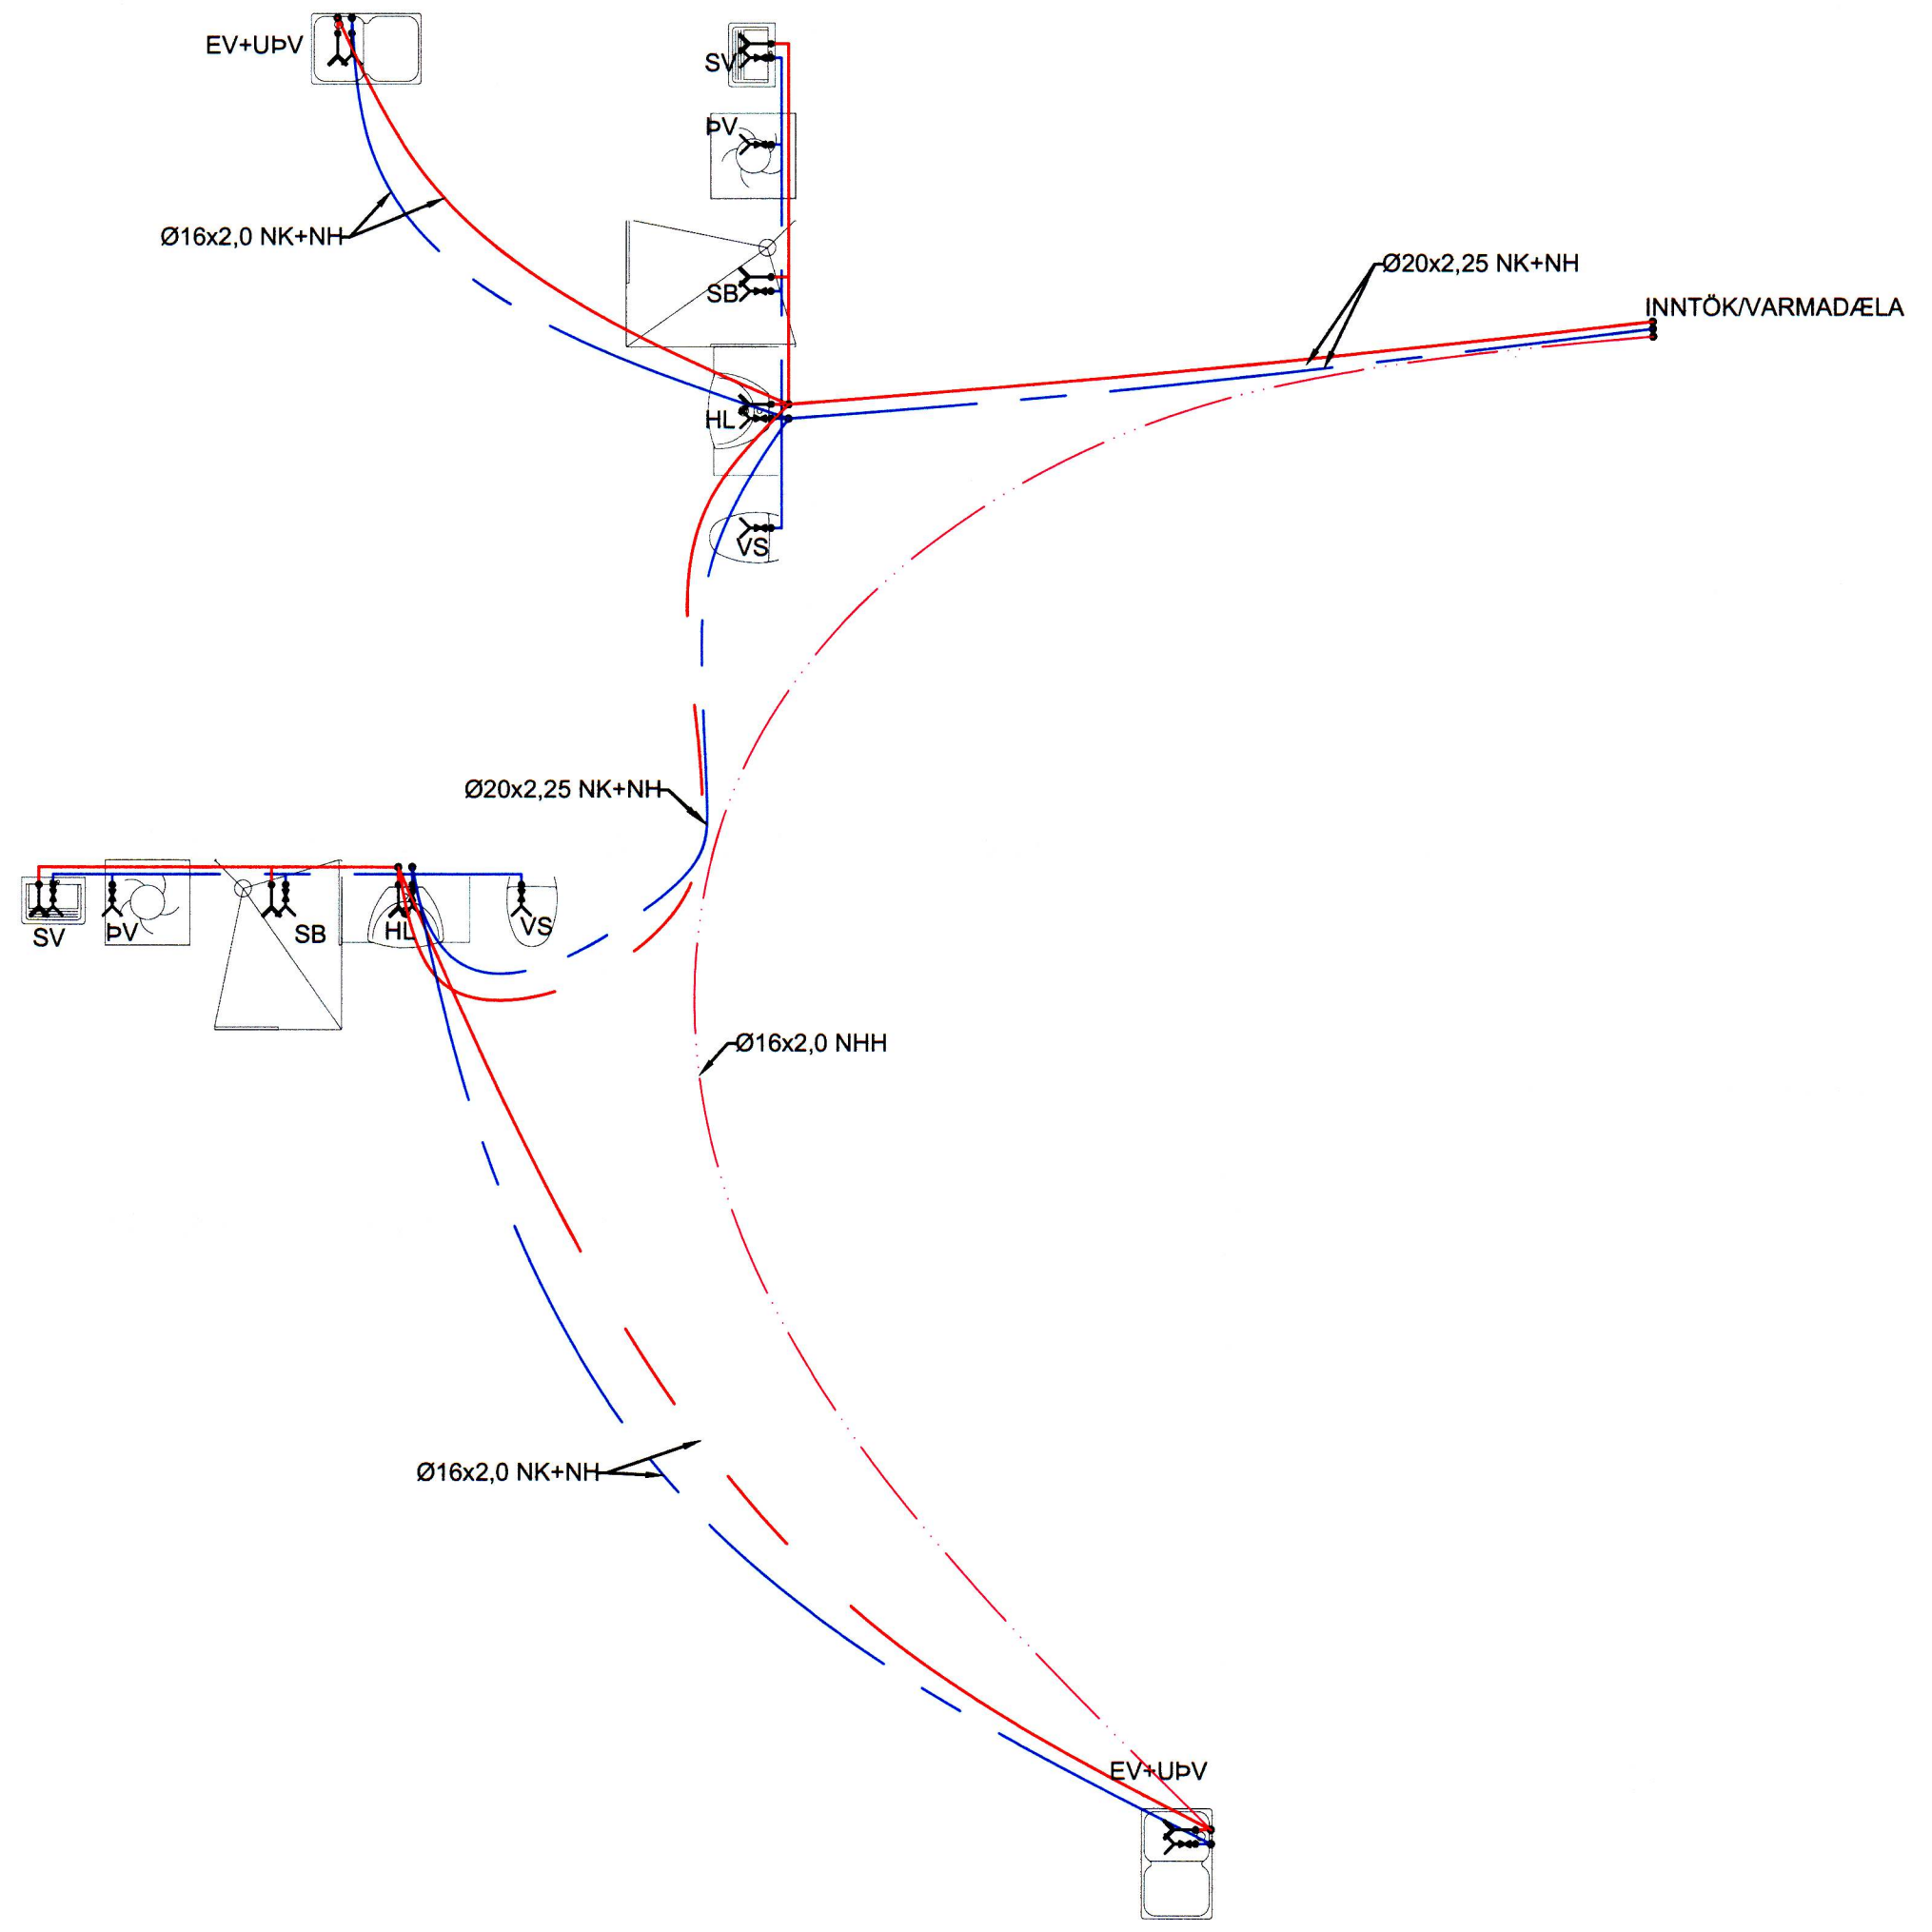 EV+UÞV
SV
ÞV
Ø16x2,0 NK+NH
Ø20x2,25 NK+NH
SB
INNTÖK/VARMADÆLA
HL
VS
Ø20x2,25 NK+NH
SV
ÞV
SB
HL
VS
Ø16x2,0 NHH
Ø16x2,0 NK+NH
EV+UÞV